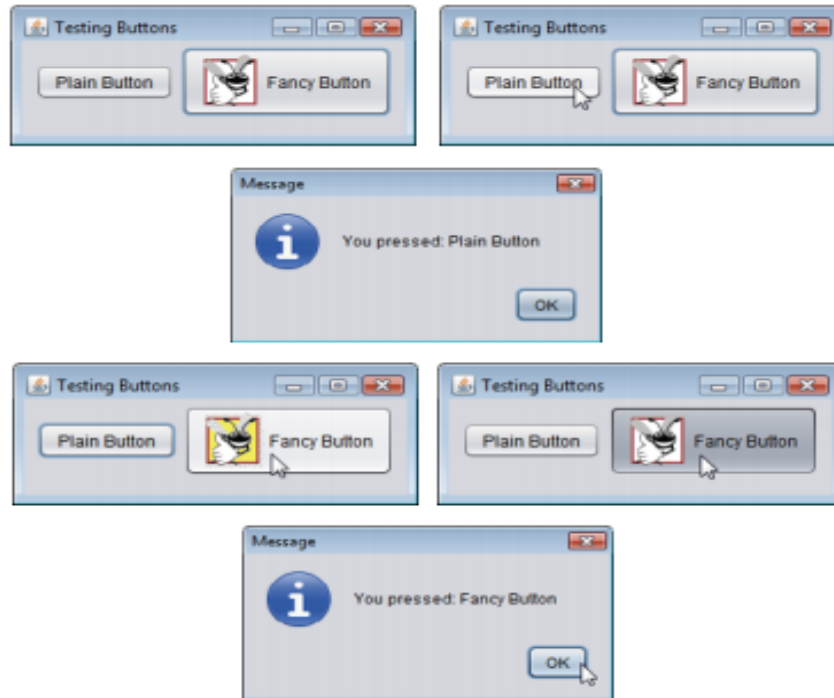 Testing Buttons
Plain Button
Fancy Button
Testing Buttons
Plain Button
Fancy Button
Message
You pressed: Plain Button
OK
Testing Buttons
Plain Button
Fancy Button
Testing Buttons
Plain Button
Fancy Button
Message
You pressed: Fancy Button
OK